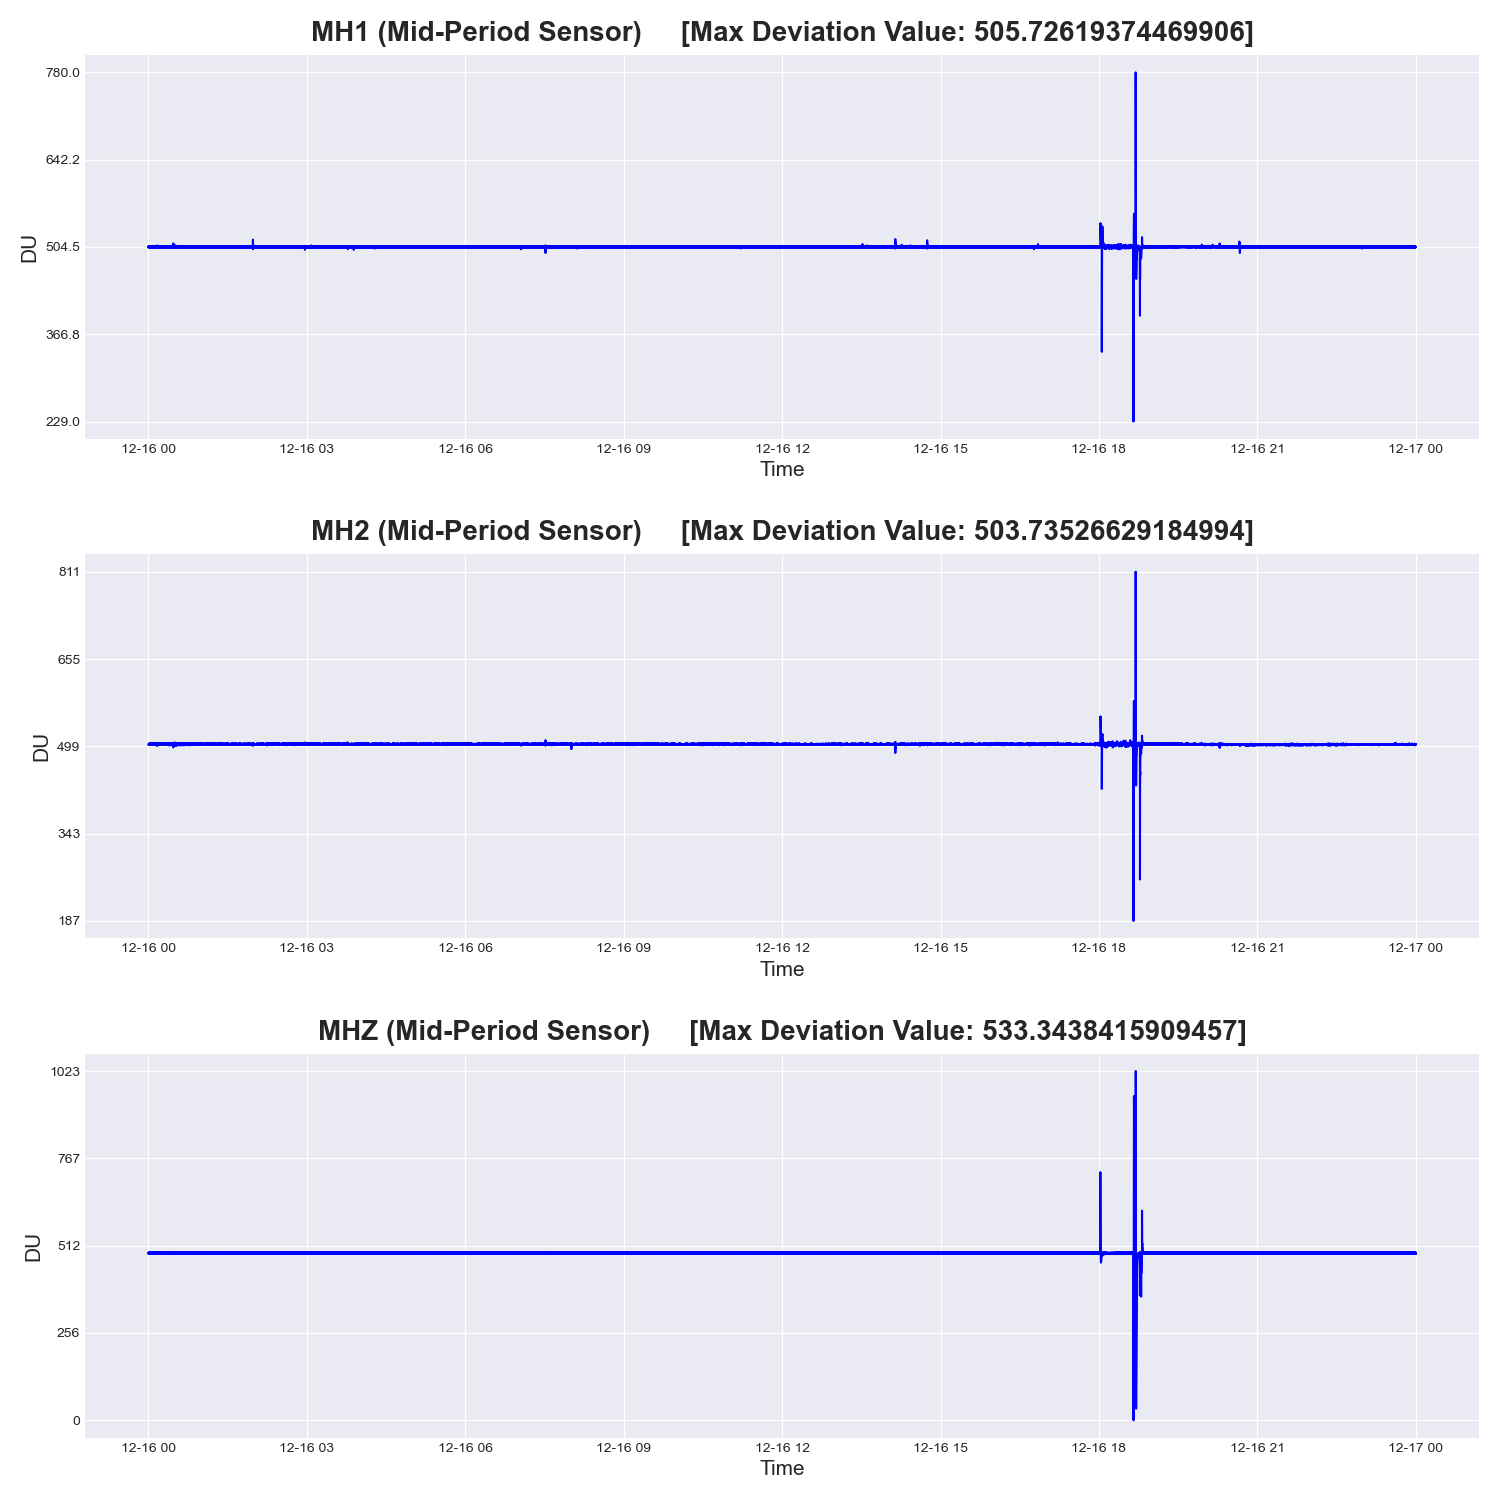 MH1 (Mid-Period Sensor) [Max Deviation Value: 505.72619374469906]
780.0
642.2
504.5
366.8
229.0
DU
12-16 00 12-16 03 12-16 06 12-16 09 12-16 12 12-16 15 12-16 18 12-16 21 12-17 00
Time
MH2 (Mid-Period Sensor) [Max Deviation Value: 503.73526629184994]
811
655
499
343
187
DU
12-16 00 12-16 03 12-16 06 12-16 09 12-16 12 12-16 15 12-16 18 12-16 21 12-17 00
Time
MHZ (Mid-Period Sensor) [Max Deviation Value: 533.3438415909457]
1023
767
512
256
0
DU
12-16 00 12-16 03 12-16 06 12-16 09 12-16 12 12-16 15 12-16 18 12-16 21 12-17 00
Time